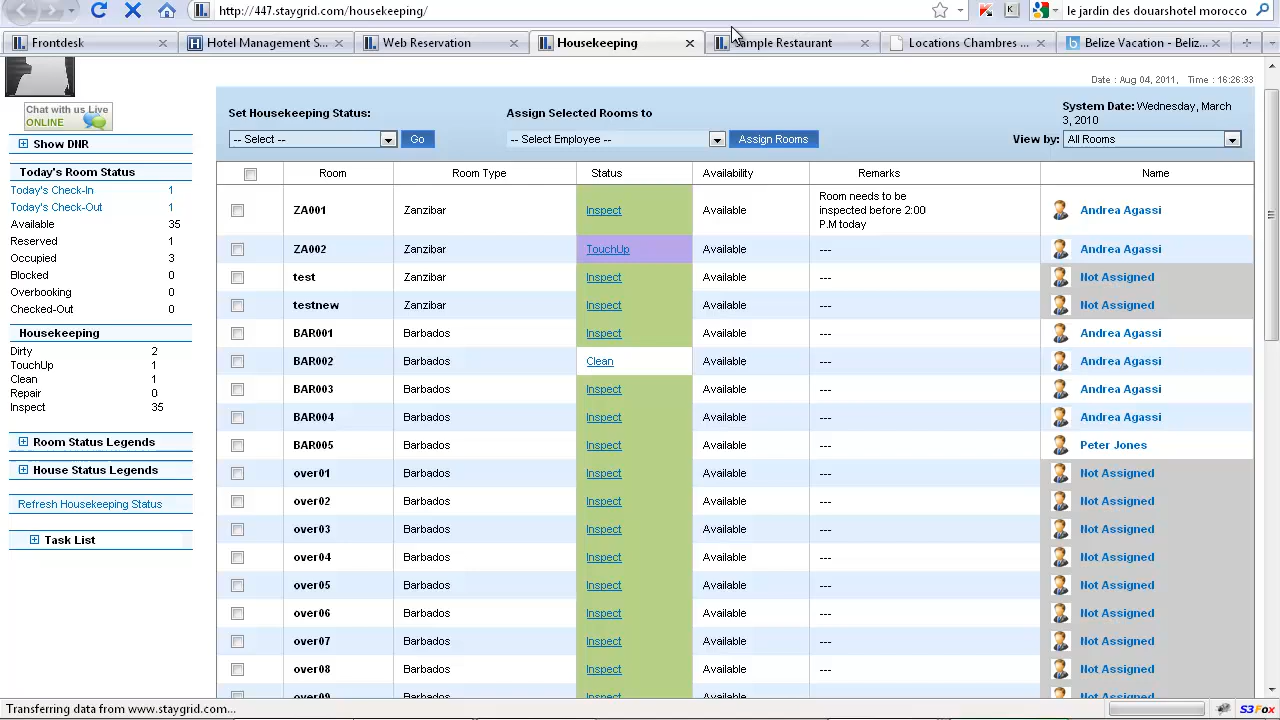 http://447.staygrid.com/housekeeping/
le jardin des douarshotel morocco
Frontdesk
Hotel Management S...
Web Reservation
Housekeeping
Sample Restaurant
Locations Chambres ...
Belize Vacation - Beliz...
Date : Aug 04, 2011, Time : 16:26:33
Chat with us Live
ONLINE
Show DNR
Today's Room Status
Today's Check-In 1
Today's Check-Out 1
Available 35
Reserved 1
Occupied 3
Blocked 0
Overbooking 0
Checked-Out 0
Housekeeping
Dirty 2
TouchUp 1
Clean 1
Repair 0
Inspect 35
Room Status Legends
House Status Legends
Refresh Housekeeping Status
Task List
Set Housekeeping Status:
-- Select --
Go
Assign Selected Rooms to
-- Select Employee --
Assign Rooms
System Date: Wednesday, March
3, 2010
View by: All Rooms
Room Room Type Status Availability Remarks Name
ZA001 Zanzibar Inspect Available Room needs to be
inspected before 2:00
P.M today
Andrea Agassi
ZA002 Zanzibar TouchUp Available --- Andrea Agassi
test Zanzibar Inspect Available --- Not Assigned
testnew Zanzibar Inspect Available --- Not Assigned
BAR001 Barbados Inspect Available --- Andrea Agassi
BAR002 Barbados Clean Available --- Andrea Agassi
BAR003 Barbados Inspect Available --- Andrea Agassi
BAR004 Barbados Inspect Available --- Andrea Agassi
BAR005 Barbados Inspect Available --- Peter Jones
over01 Barbados Inspect Available --- Not Assigned
over02 Barbados Inspect Available --- Not Assigned
over03 Barbados Inspect Available --- Not Assigned
over04 Barbados Inspect Available --- Not Assigned
over05 Barbados Inspect Available --- Not Assigned
over06 Barbados Inspect Available --- Not Assigned
over07 Barbados Inspect Available --- Not Assigned
over08 Barbados Inspect Available --- Not Assigned
over09 Barbados Inspect Available --- Not Assigned
Transferring data from www.staygrid.com...
S3Fox